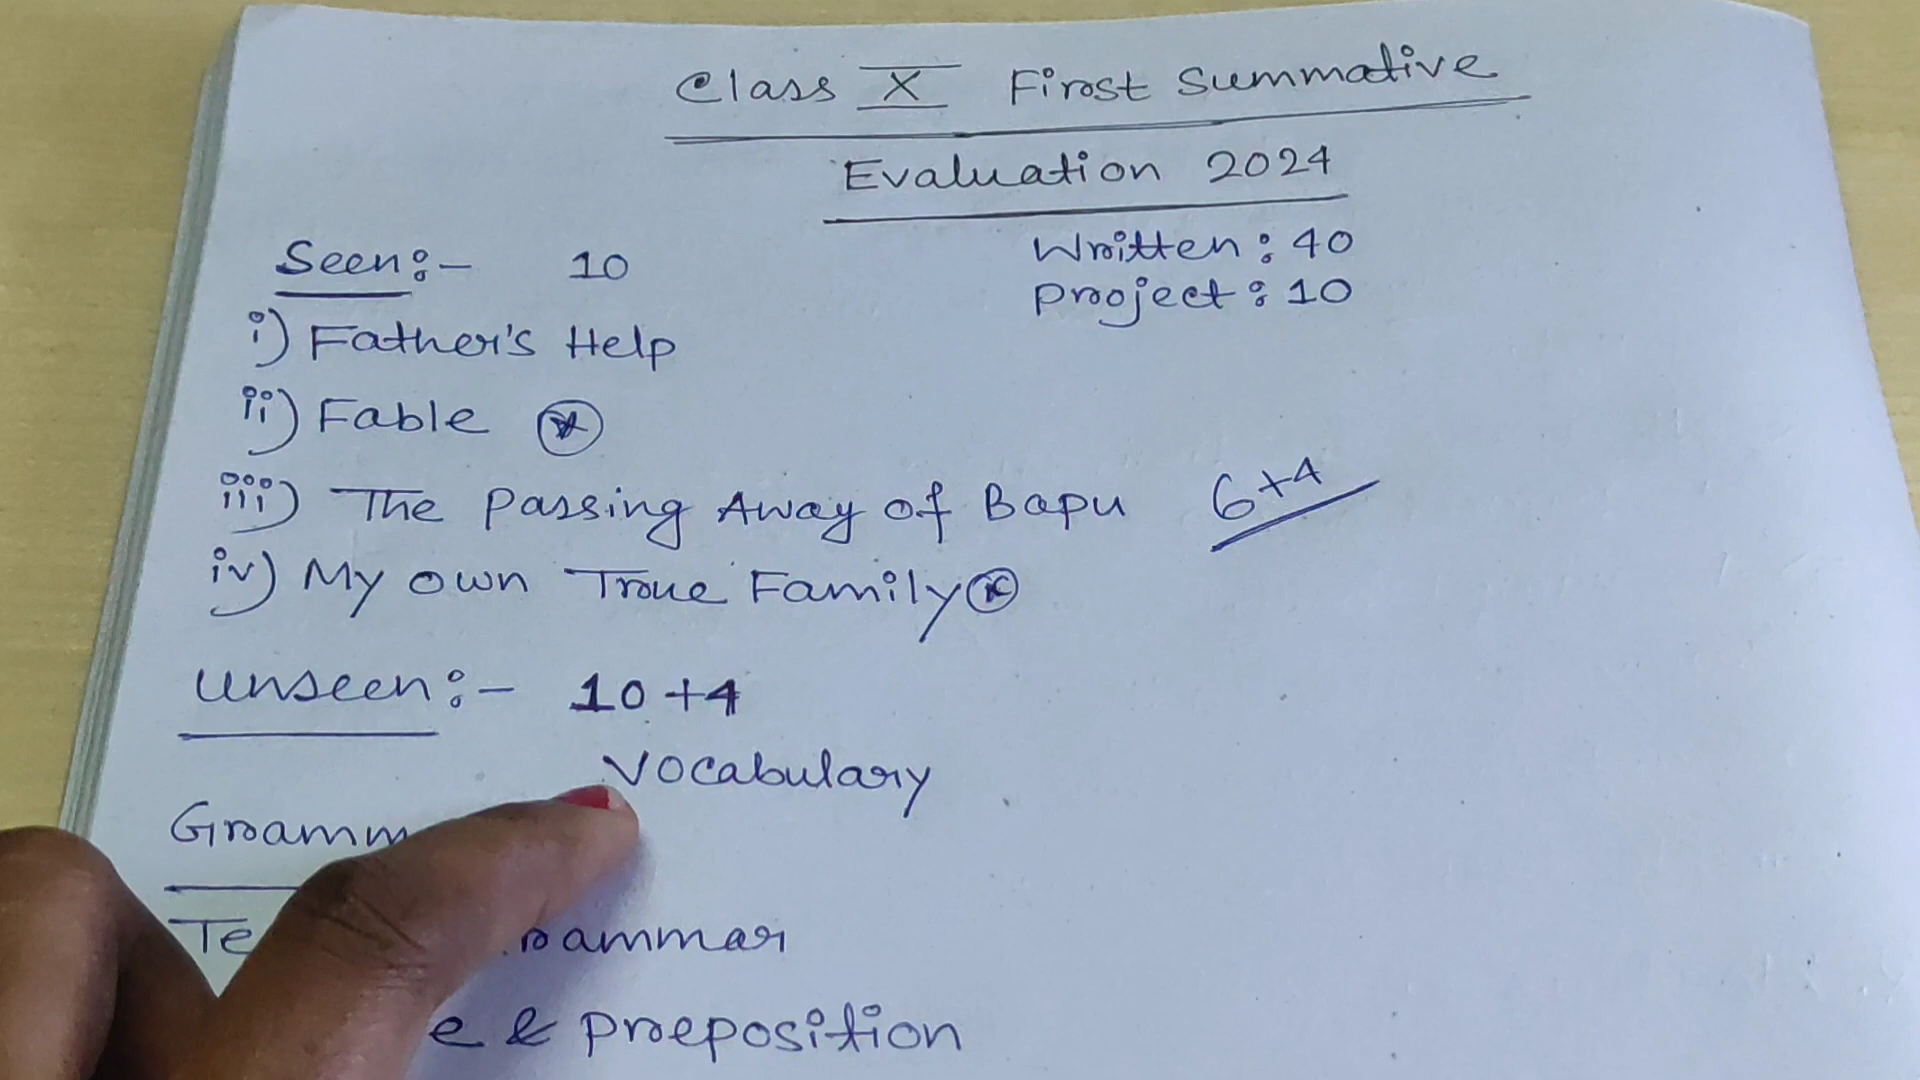 Class X First Summative
Evaluation 2024
Written : 40
Project : 10
Seen :- 10
i) Father's Help
ii) Fable
iii) The Passing Away of Bapu 6+4
iv) My Own True Family
Unseen :- 10+4
Vocabulary
Gramm
Te rammar
e & Preposition